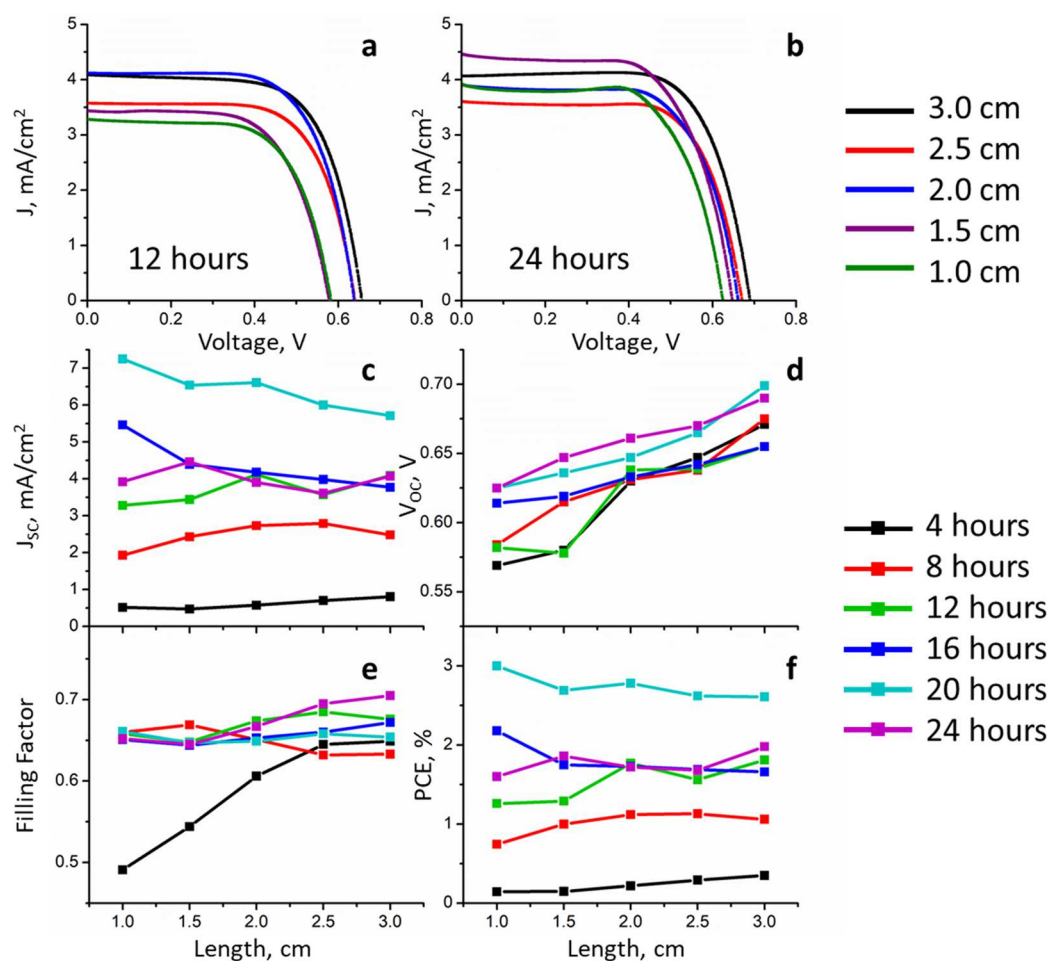 a
5
4
3
2
1
0
J, mA/cm²
12 hours
0.0 0.2 0.4 0.6 0.8
Voltage, V
b
5
4
3
2
1
0
J, mA/cm²
24 hours
0.0 0.2 0.4 0.6 0.8
Voltage, V
3.0 cm
2.5 cm
2.0 cm
1.5 cm
1.0 cm
c
7
6
5
4
3
2
1
0
JSC, mA/cm²
d
0.70
0.65
0.60
0.55
VOC, V
e
0.7
0.6
0.5
Filling Factor
1.0 1.5 2.0 2.5 3.0
Length, cm
f
3
2
1
0
PCE, %
1.0 1.5 2.0 2.5 3.0
Length, cm
4 hours
8 hours
12 hours
16 hours
20 hours
24 hours